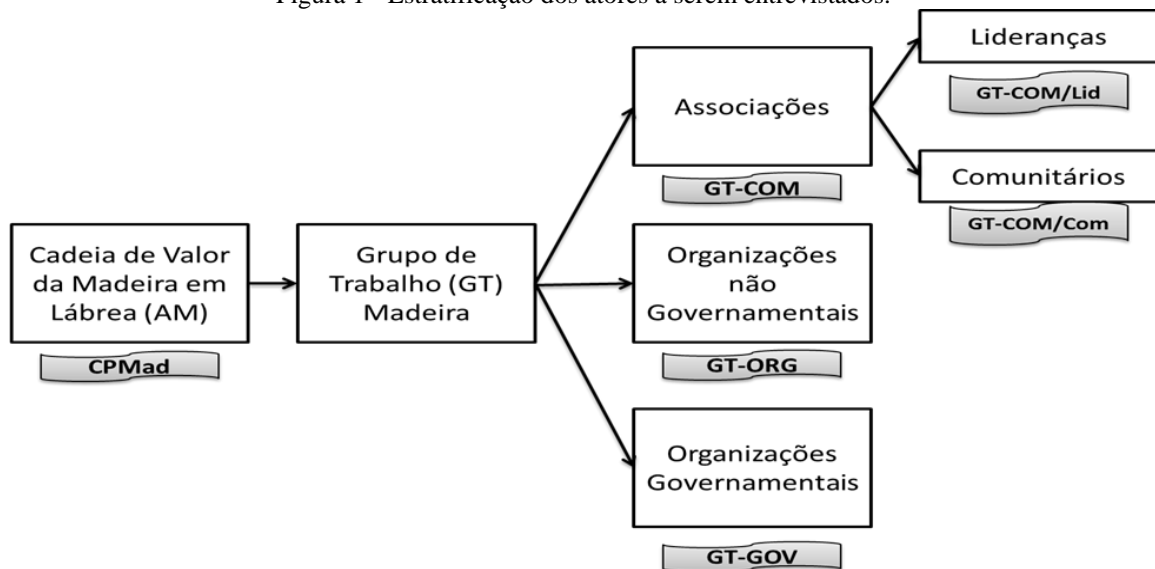 Figura 1 - Estratificação dos atores a serem entrevistados.
Lideranças
GT-COM/Lid
Associações
GT-COM
Comunitários
GT-COM/Com
Cadeia de Valor
da Madeira em
Lábrea (AM)
CPMad
Grupo de
Trabalho (GT)
Madeira
Organizações
não
Governamentais
GT-ORG
Organizações
Governamentais
GT-GOV